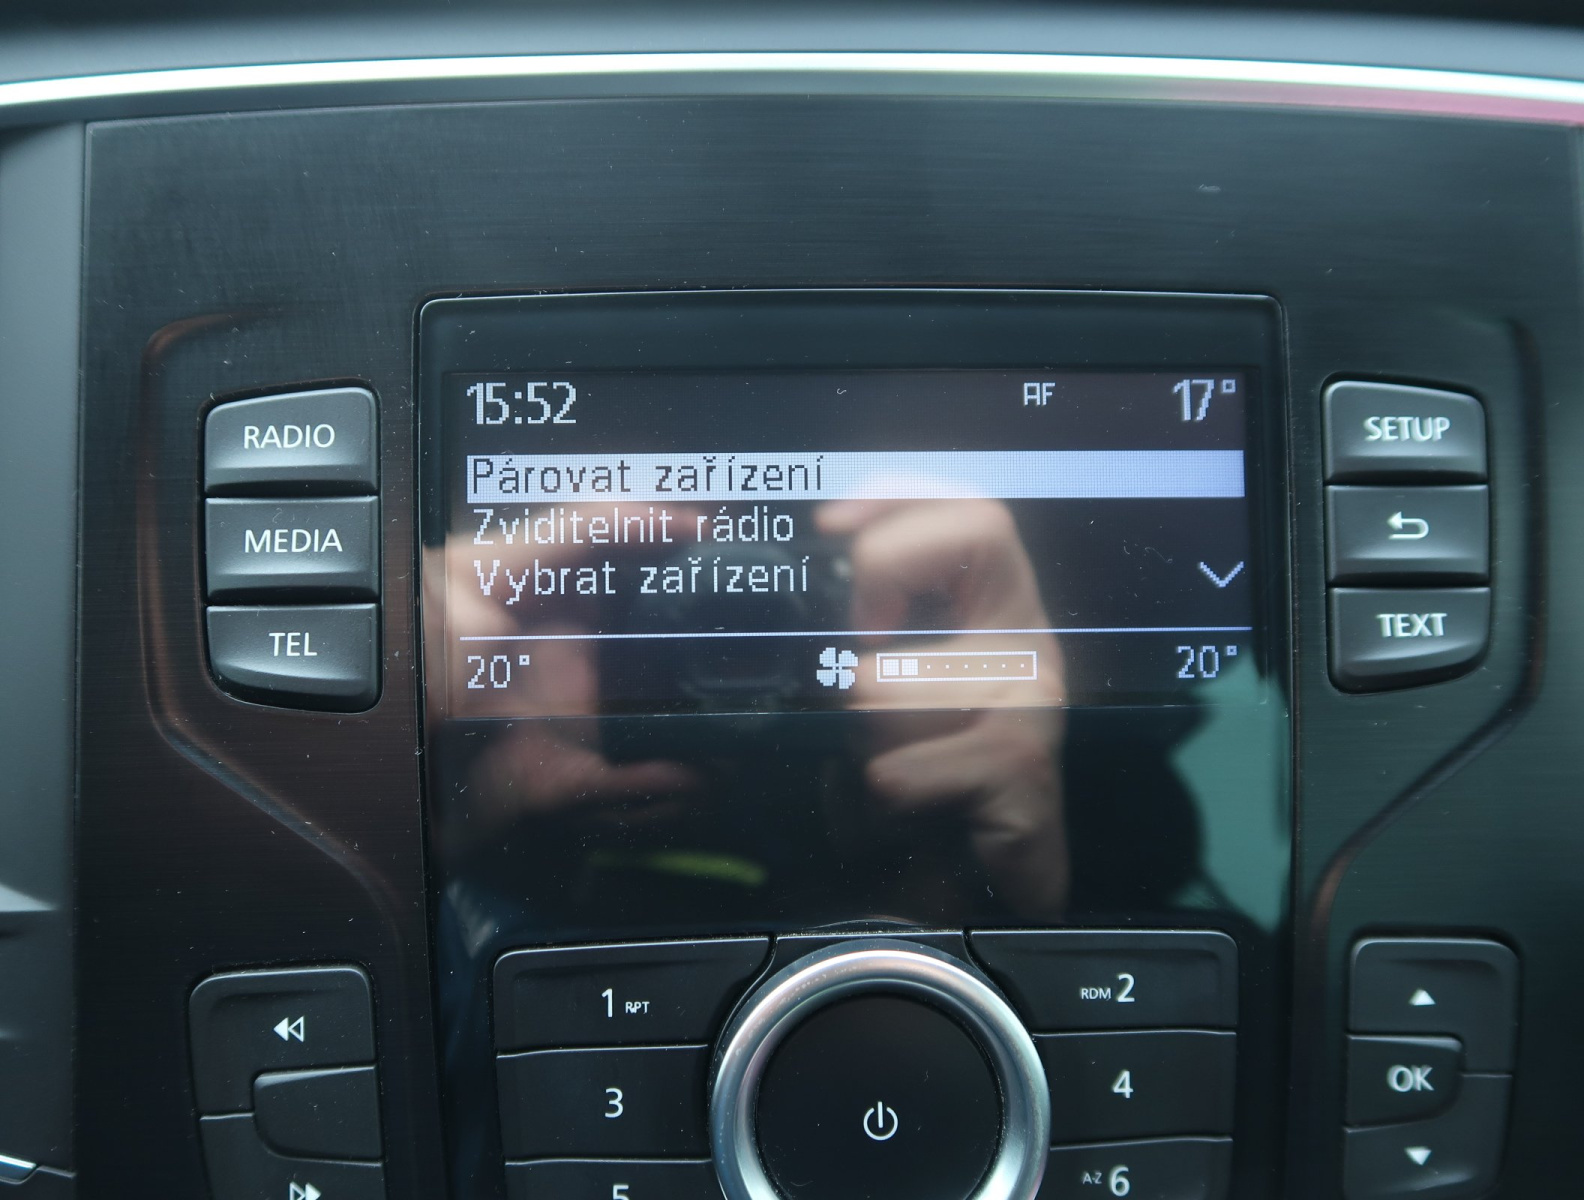 15:52 AF 17°
RADIO
MEDIA
TEL
Párovat zařízení
Zviditelnit rádio
Vybrat zařízení
20° 20°
SETUP
TEXT
1 RPT
RDM 2
3
4
5
A-Z 6
OK